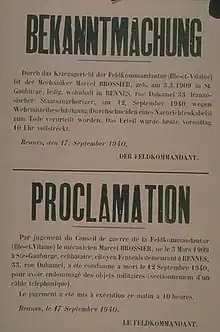 BEKANNTMACHUNG
Durch das Kriegsgericht der Feldkommandantur (Ille-et-Vilaine)
ist der Mechaniker Marcel BROSSIER, geb. am 3.3.1909 in St.
Gauburge, ledig, wohnhaft in RENNES, rue Duhamel 33 franzö-
sischer Staatsangehöriger, am 12. September 1940 wegen
Wehrmittelbeschädigung (Durchschneiden eines Nachrichtenkabels)
zum Tode verurteilt worden. Das Urteil wurde heute vormittag
10 Uhr vollstreckt.
Rennes, den 17. September 1940.
DER FELDKOMMANDANT.
PROCLAMATION
Par jugement du Conseil de guerre de la Feldkommandantur
(Ille-et-Vilaine) le mécanicien Marcel BROSSIER, né le 3 Mars 1909
à Ste-Gauburge, célibataire, citoyen Français demeurant à RENNES,
33, rue Duhamel, a été condamné à mort le 12 Septembre 1940,
pour avoir endommagé des objets militaires (sectionnement d'un
câble téléphonique).
Le jugement a été mis à exécution ce matin à 10 heures.
Rennes, le 17 Septembre 1940.
LE FELDKOMMANDANT.